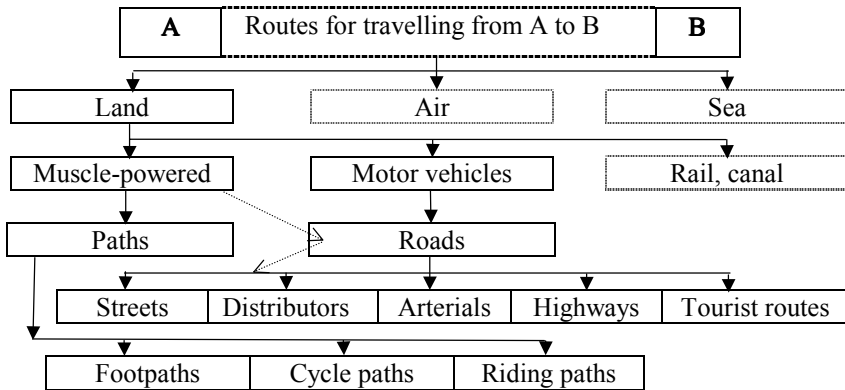 A Routes for travelling from A to B B
Land Air Sea
Muscle-powered Motor vehicles Rail, canal
Paths Roads
Streets Distributors Arterials Highways Tourist routes
Footpaths Cycle paths Riding paths